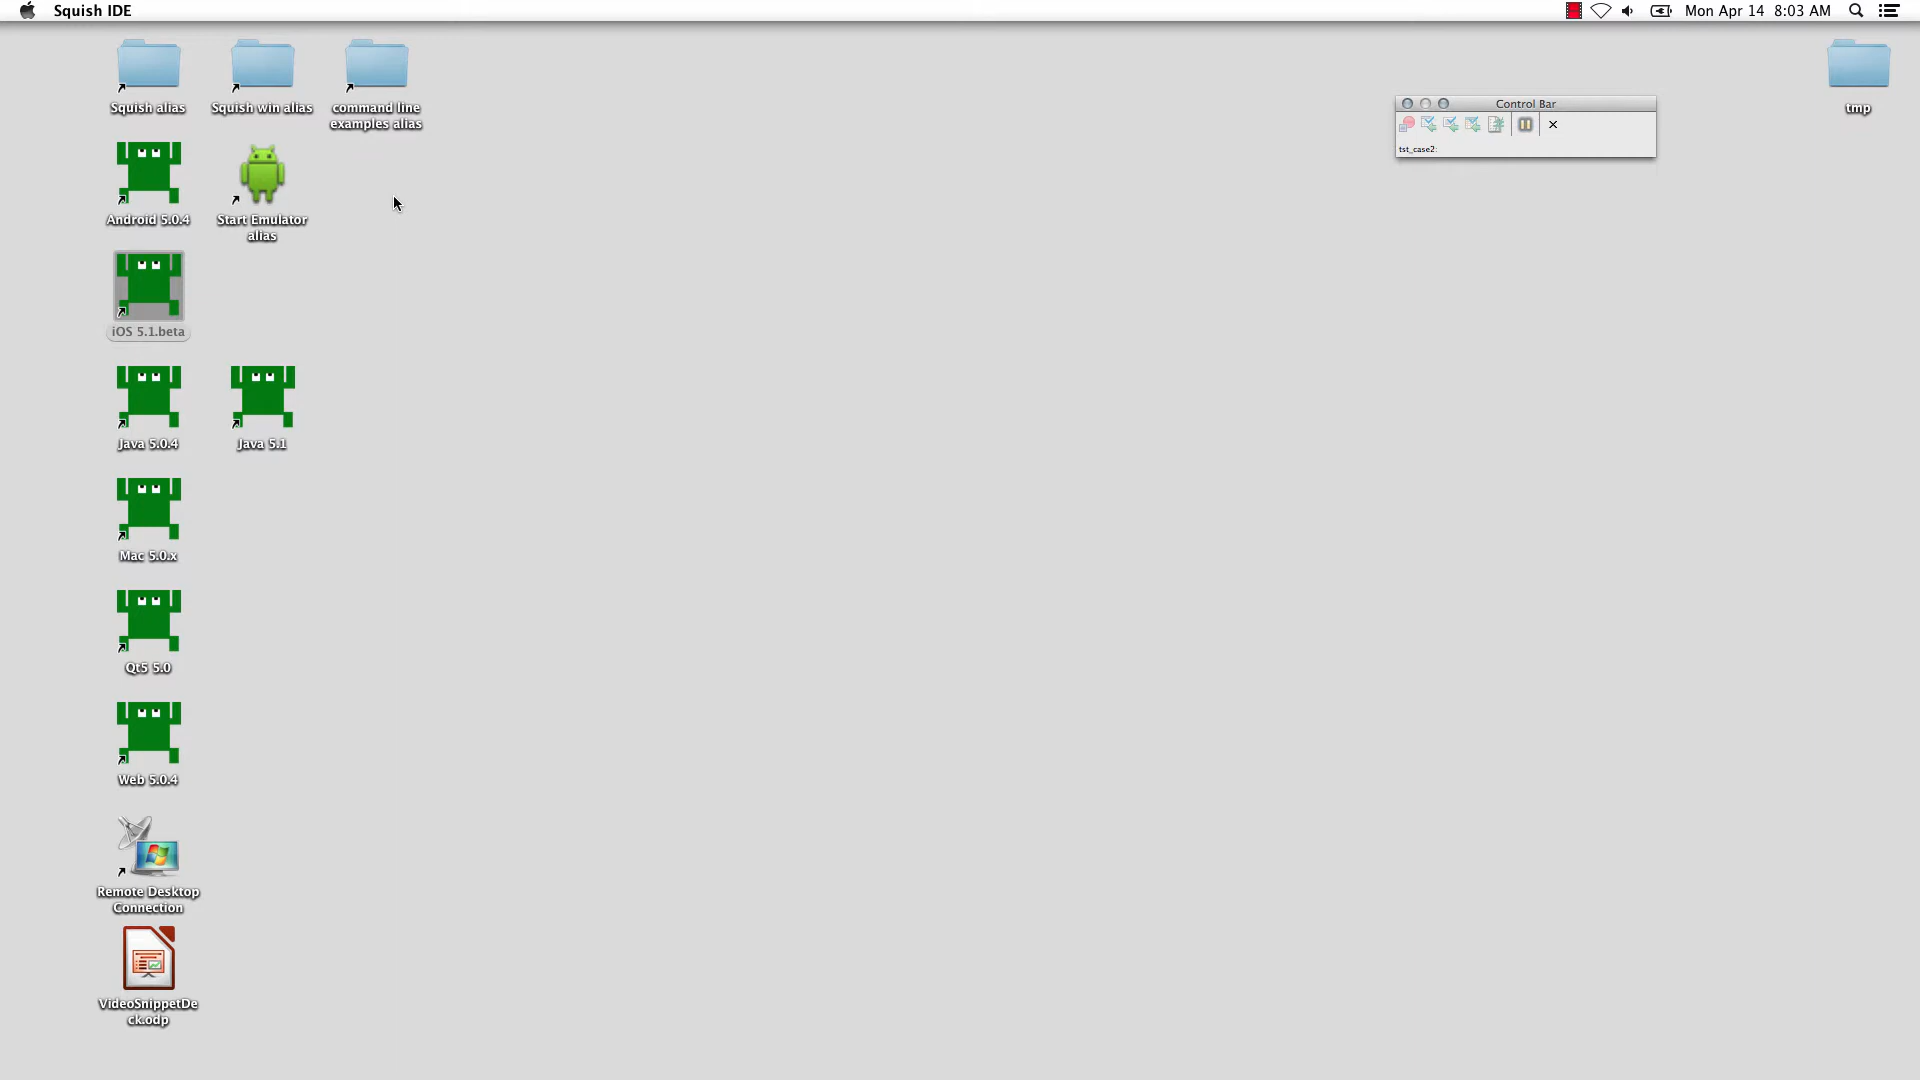 Squish IDE
Mon Apr 14 8:03 AM
Squish alias
Squish win alias
command line
examples alias
tmp
Control Bar
tst_case2:
Android 5.0.4
Start Emulator
alias
iOS 5.1.beta
Java 5.0.4
Java 5.1
Mac 5.0.x
Qt5 5.0
Web 5.0.4
Remote Desktop
Connection
VideoSnippetDe
ck.odp